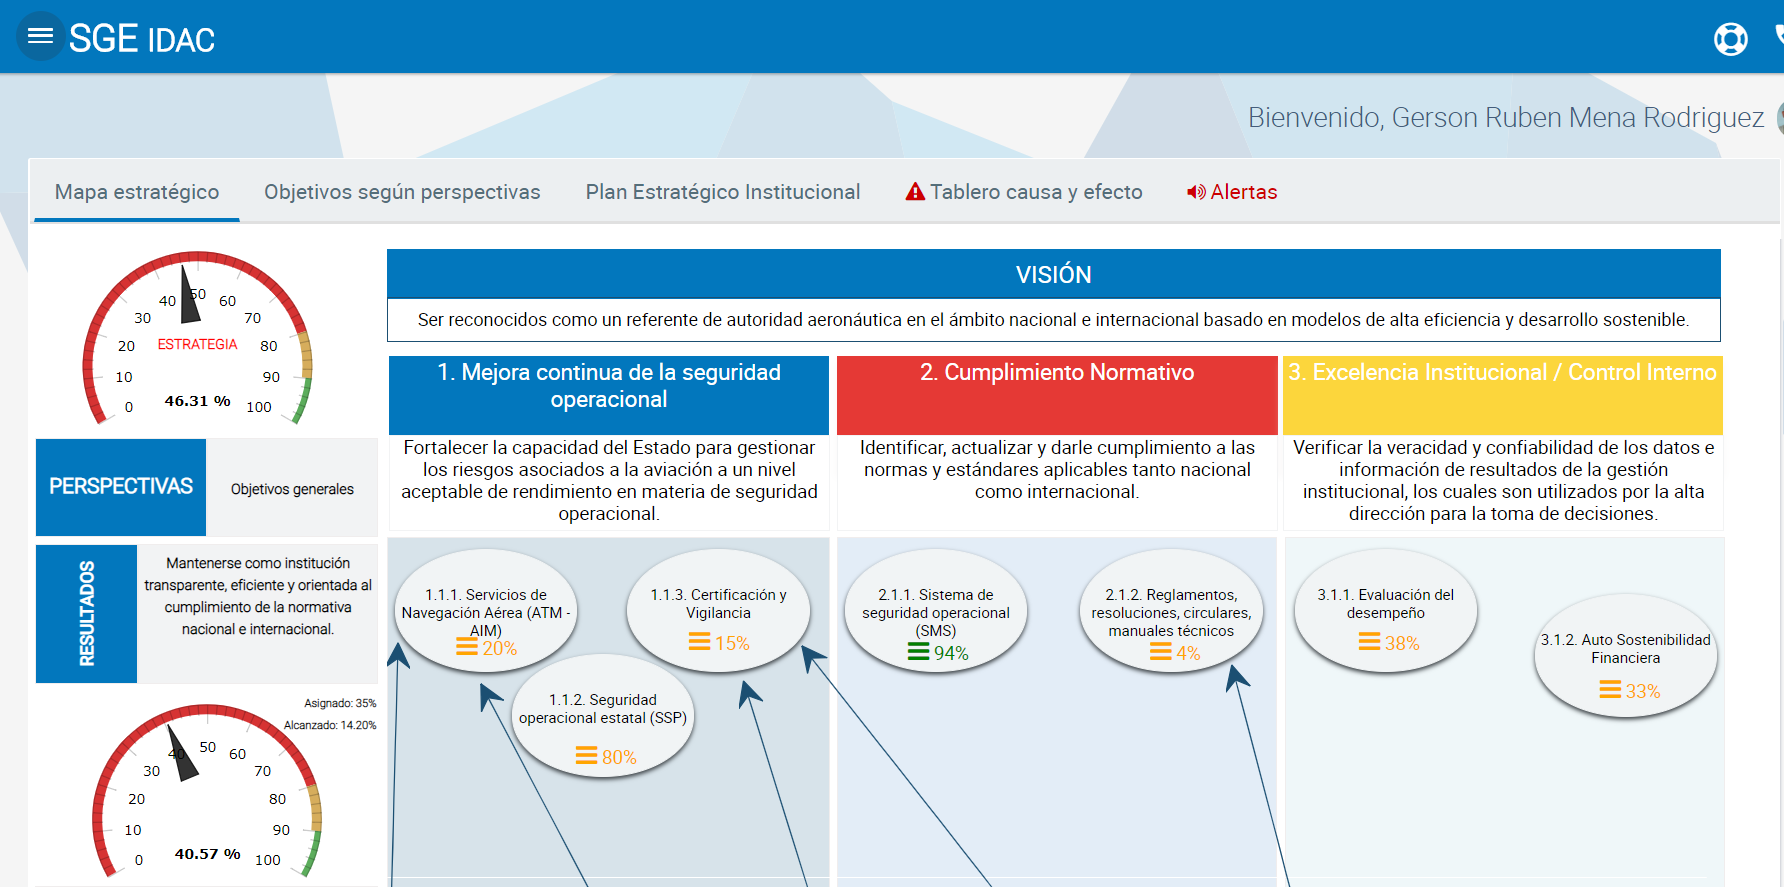 SGE IDAC
Bienvenido, Gerson Ruben Mena Rodriguez
Mapa estratégico
Objetivos según perspectivas
Plan Estratégico Institucional
Tablero causa y efecto
Alertas
0
10
20
30
40
50
60
70
80
90
100
ESTRATEGIA
46.31 %
VISIÓN
Ser reconocidos como un referente de autoridad aeronáutica en el ámbito nacional e internacional basado en modelos de alta eficiencia y desarrollo sostenible.
1. Mejora continua de la seguridad
operacional
2. Cumplimiento Normativo
3. Excelencia Institucional / Control Interno
Fortalecer la capacidad del Estado para gestionar
los riesgos asociados a la aviación a un nivel
aceptable de rendimiento en materia de seguridad
operacional.
Identificar, actualizar y darle cumplimiento a las
normas y estándares aplicables tanto nacional
como internacional.
Verificar la veracidad y confiabilidad de los datos e
información de resultados de la gestión
institucional, los cuales son utilizados por la alta
dirección para la toma de decisiones.
PERSPECTIVAS
Objetivos generales
RESULTADOS
Mantenerse como institución
transparente, eficiente y orientada al
cumplimiento de la normativa
nacional e internacional.
Asignado: 35%
Alcanzado: 14.20%
0
10
20
30
40
50
60
70
80
90
100
40.57 %
1.1.1. Servicios de
Navegación Aérea (ATM -
AIM)
20%
1.1.3. Certificación y
Vigilancia
15%
1.1.2. Seguridad
operacional estatal (SSP)
80%
2.1.1. Sistema de
seguridad operacional
(SMS)
94%
2.1.2. Reglamentos,
resoluciones, circulares,
manuales técnicos
4%
3.1.1. Evaluación del
desempeño
38%
3.1.2. Auto Sostenibilidad
Financiera
33%